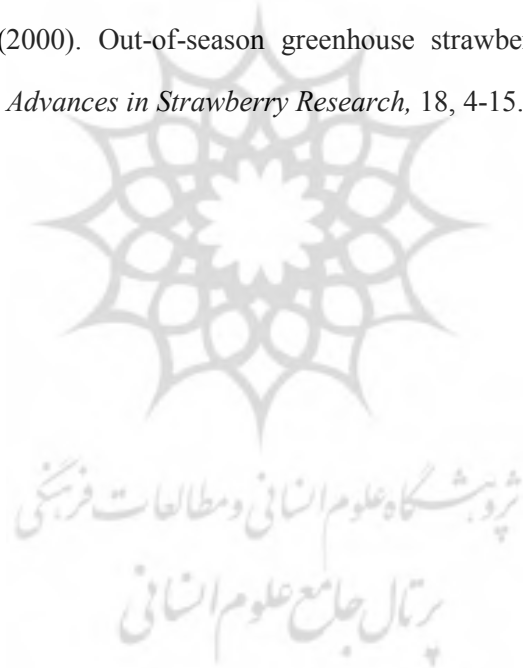 (2000). Out-of-season greenhouse strawbe
Advances in Strawberry Research, 18, 4-15.
پژوهشگاه علوم انسانی و مطالعات فرهنگی
پرتال جامع علوم انسانی